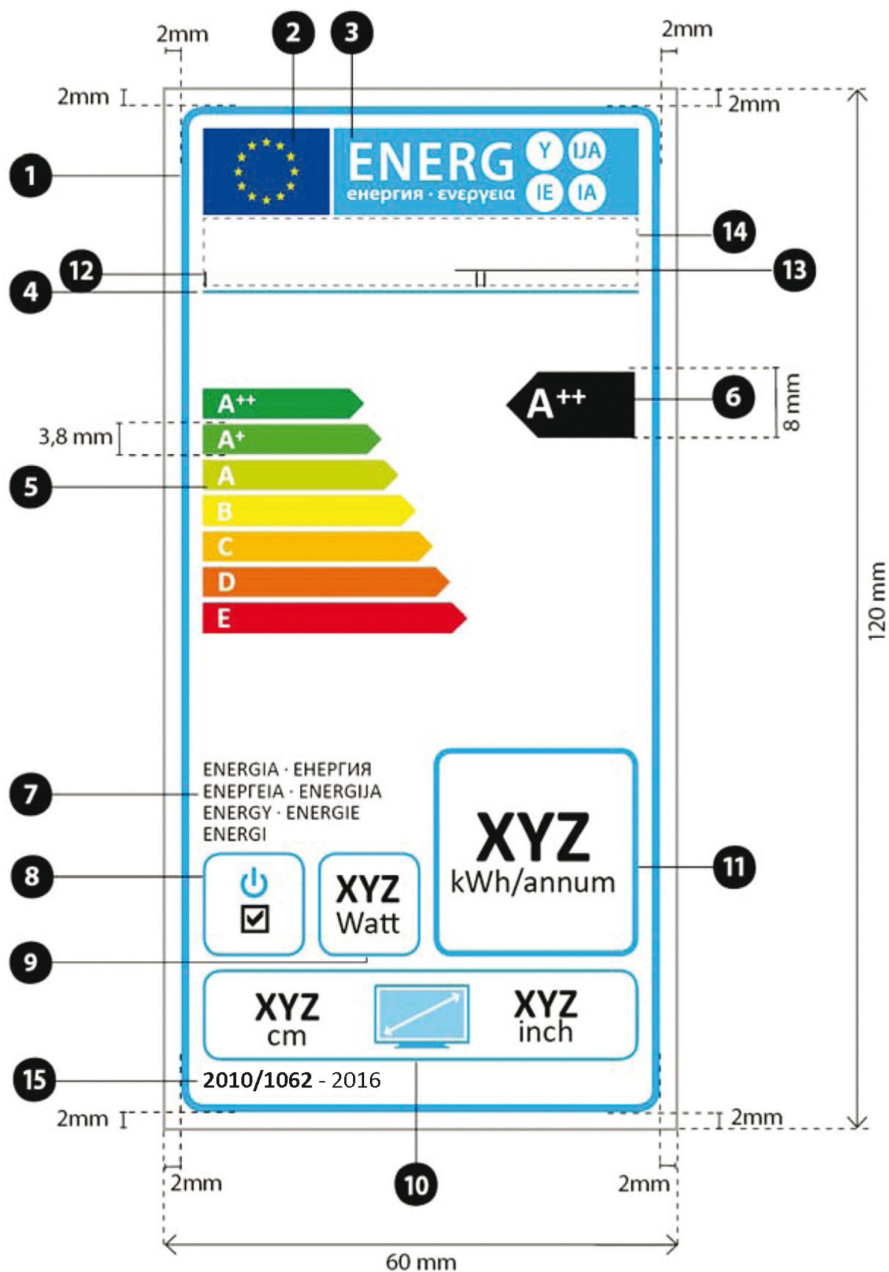 2mm 2 3 2mm
2mm 2mm
1
ENERG Y IJA
енергия · ενεργεια IE IA
14
12 I II 13
4
A++ A++ 6 8 mm
3,8 mm A+
5 A
B
C
D
E
120 mm
ENERGIA · ЕНЕРГИЯ
7 ΕΝΕΡΓΕΙΑ · ENERGIJA
ENERGY · ENERGIE
ENERGI
XYZ
kWh/annum 11
8 XYZ
Watt
9
XYZ XYZ
cm inch
15 2010/1062 - 2016
2mm 2mm
2mm 10 2mm
60 mm